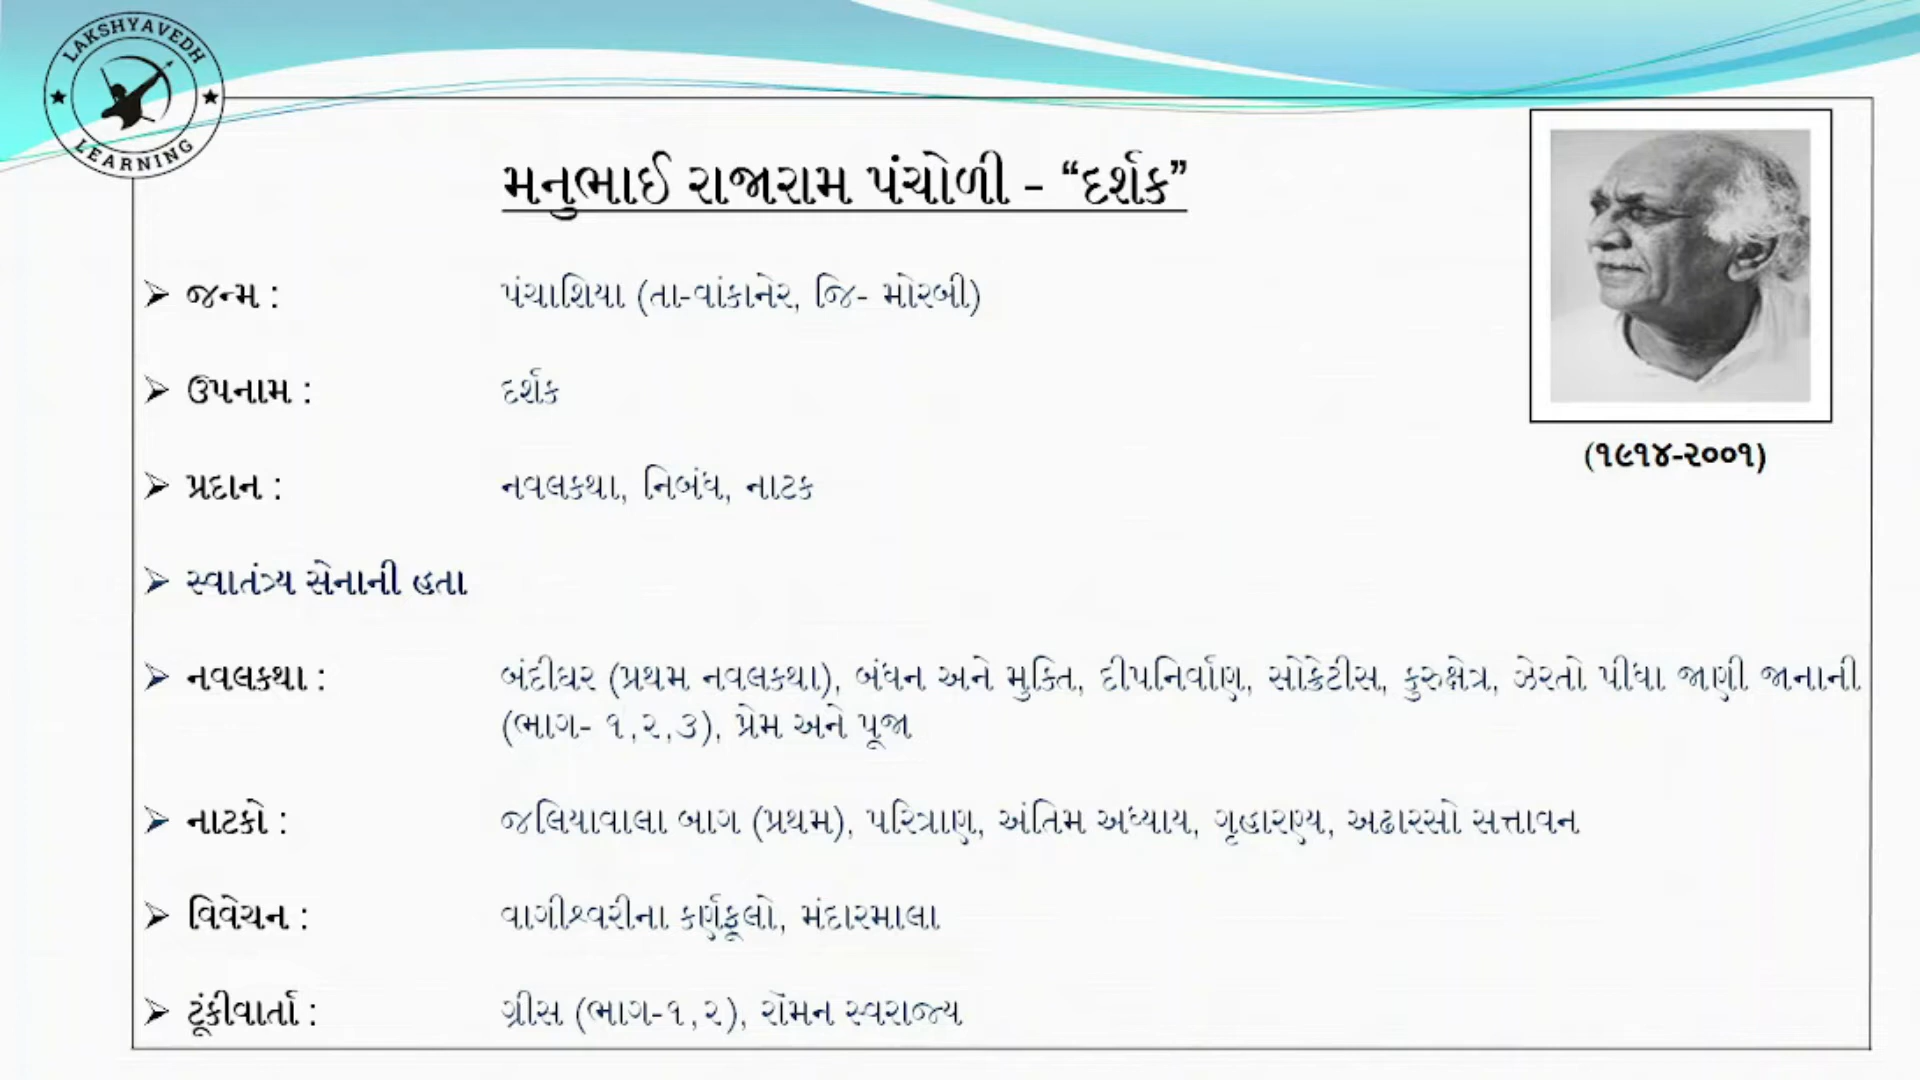 LAKSHYAVEDH
LEARNING
મનુભાઈ રાજારામ પંચોળી – “દર્શક”
➢ જન્મ : પંચાશિયા (તા-વાંકાનેર, જિ- મોરબી)
➢ ઉપનામ : દર્શક
(૧૯૧૪-૨૦૦૧)
➢ પ્રદાન : નવલકથા, નિબંધ, નાટક
➢ સ્વાતંત્ર્ય સેનાની હતા
➢ નવલકથા : બંદીઘર (પ્રથમ નવલકથા), બંધન અને મુક્તિ, દીપનિર્વાણ, સોક્રેટીસ, કુરુક્ષેત્ર, ઝેરતો પીધા જાણી જાનાની
(ભાગ- ૧,૨,૩), પ્રેમ અને પૂજા
➢ નાટકો : જલિયાવાલા બાગ (પ્રથમ), પરિત્રાણ, અંતિમ અધ્યાય, ગૃહારણ્ય, અઢારસો સત્તાવન
➢ વિવેચન : વાગીશ્વરીના કર્ણફૂલો, મંદારમાલા
➢ ટૂંકીવાર્તા : ગ્રીસ (ભાગ-૧,૨), રોમન સ્વરાજ્ય